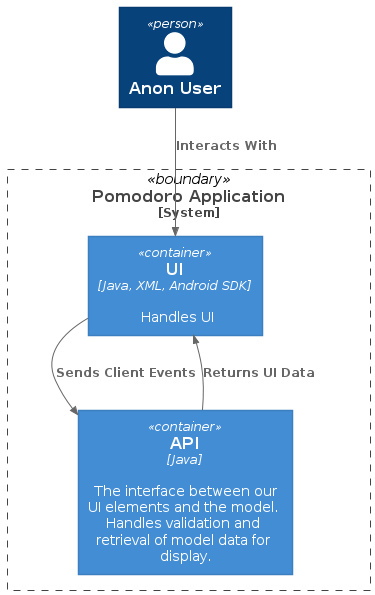 «person»
Anon User
Interacts With
«boundary»
Pomodoro Application
[System]
«container»
UI
[Java, XML, Android SDK]
Handles UI
Sends Client Events
Returns UI Data
«container»
API
[Java]
The interface between our
UI elements and the model.
Handles validation and
retrieval of model data for
display.